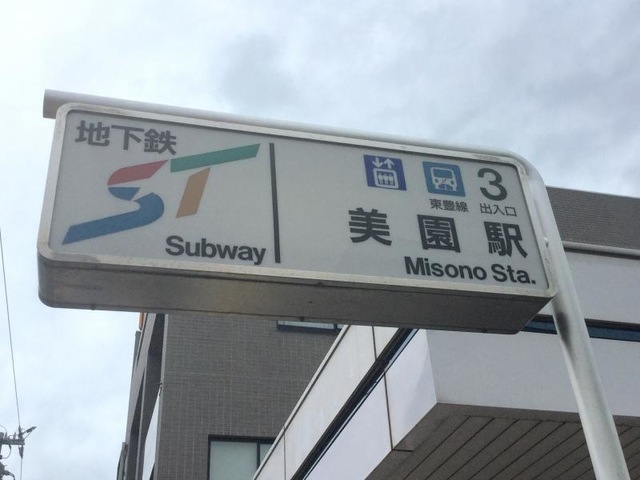 地下鉄
ST
Subway
3
東豊線 出入口
美園駅
Misono Sta.